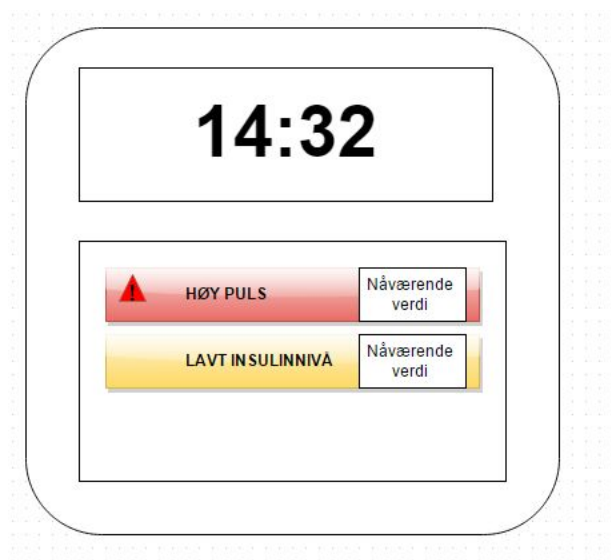 14:32
HØY PULS
Nåværende
verdi
LAVT INSULINNIVÅ
Nåværende
verdi